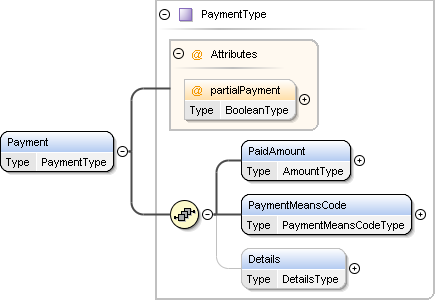 PaymentType
@ Attributes
@ partialPayment
Type BooleanType
Payment
Type PaymentType
PaidAmount
Type AmountType
PaymentMeansCode
Type PaymentMeansCodeType
Details
Type DetailsType